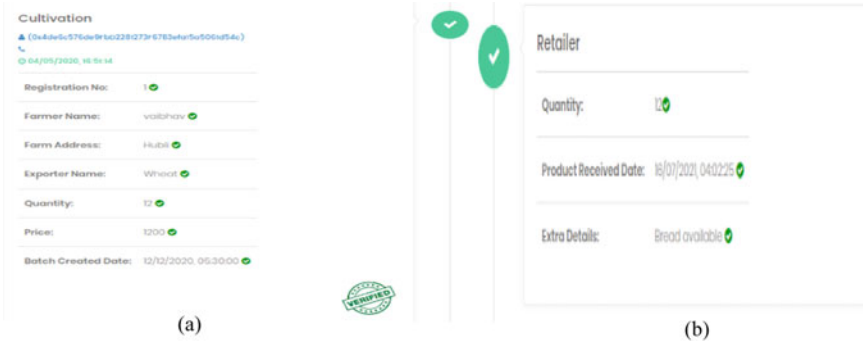 Cultivation
04/05/2020, 16:51:14
Registration No: 1
Farmer Name: vaibhav
Farm Address: Hubli
Exporter Name: Wheat
Quantity: 12
Price: 1200
Batch Created Date: 12/12/2020, 05:30:00
VERIFIED
(a)
Retailer
Quantity: 12
Product Received Date: 16/07/2021, 04:02:25
Extra Details: Bread available
(b)